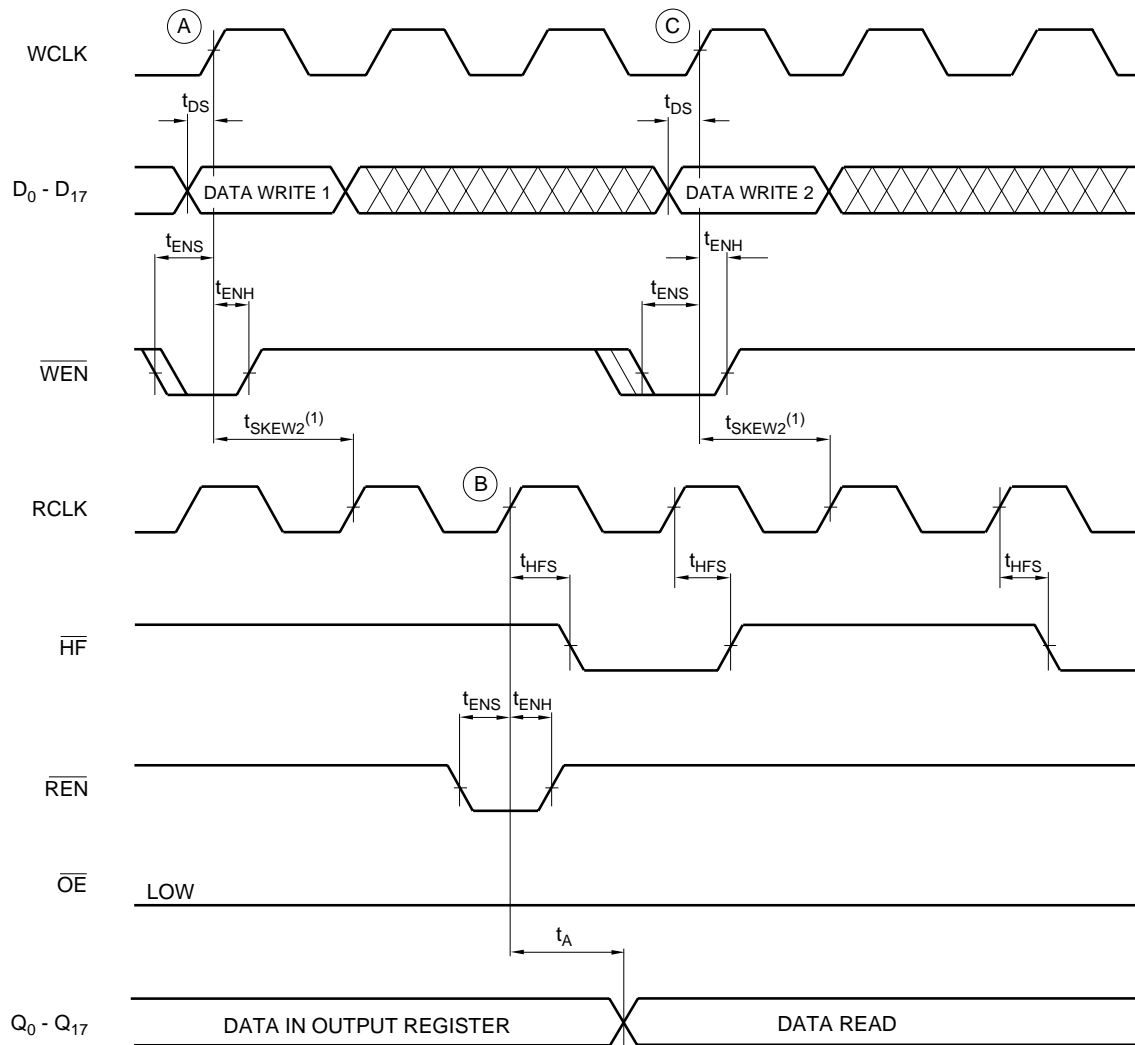 A
C
WCLK
tDS
tDS
D0 - D17
DATA WRITE 1
DATA WRITE 2
tENS
tENH
tENH
tENS
WEN
tSKEW2(1)
tSKEW2(1)
B
RCLK
tHFS
tHFS
tHFS
HF
tENS
tENH
REN
OE
LOW
tA
Q0 - Q17
DATA IN OUTPUT REGISTER
DATA READ